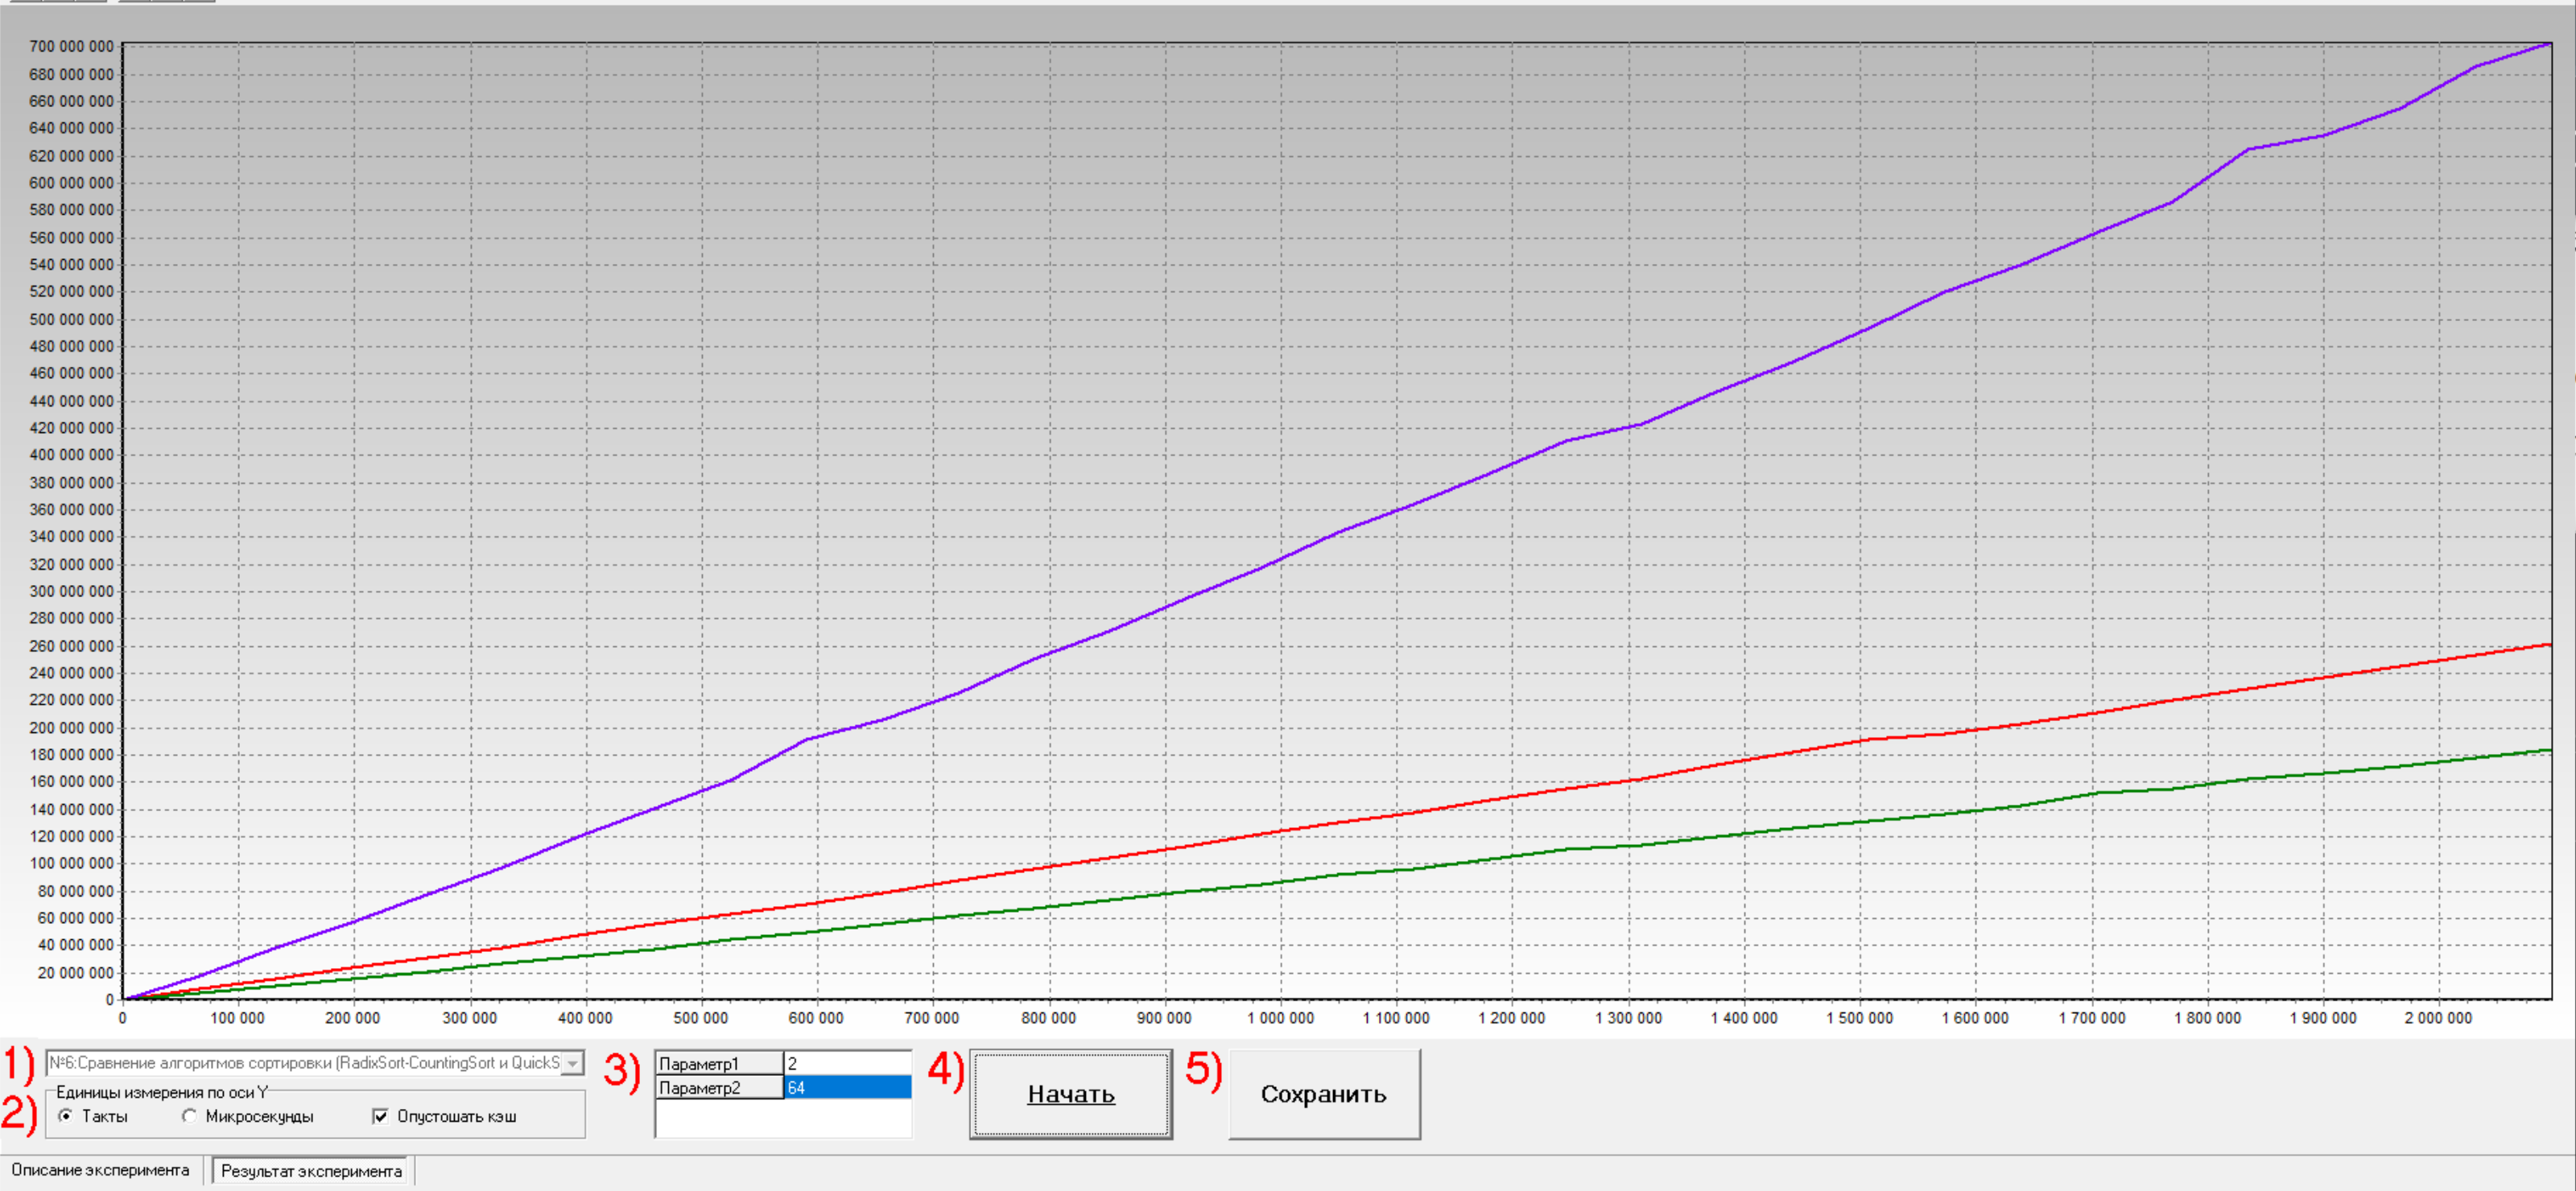 700 000 000
680 000 000
660 000 000
640 000 000
620 000 000
600 000 000
580 000 000
560 000 000
540 000 000
520 000 000
500 000 000
480 000 000
460 000 000
440 000 000
420 000 000
400 000 000
380 000 000
360 000 000
340 000 000
320 000 000
300 000 000
280 000 000
260 000 000
240 000 000
220 000 000
200 000 000
180 000 000
160 000 000
140 000 000
120 000 000
100 000 000
80 000 000
60 000 000
40 000 000
20 000 000
0
0 100 000 200 000 300 000 400 000 500 000 600 000 700 000 800 000 900 000 1 000 000 1 100 000 1 200 000 1 300 000 1 400 000 1 500 000 1 600 000 1 700 000 1 800 000 1 900 000 2 000 000
1) №6:Сравнение алгоритмов сортировки (RadixSort-CountingSort и QuickS
2) Единицы измерения по оси Y
Такты Микросекунды Опустошать кэш
3) Параметр1 2
Параметр2 64
4) Начать
5) Сохранить
Описание эксперимента Результат эксперимента